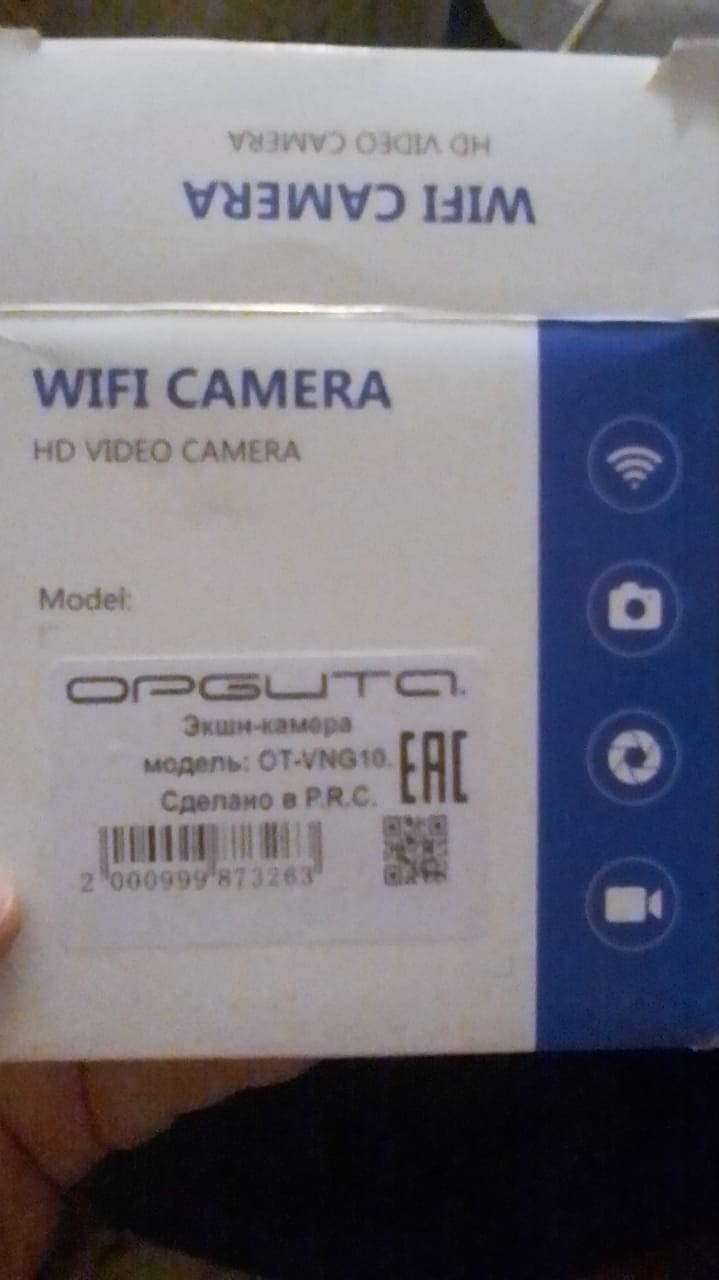 HD VIDEO CAMERA
WIFI CAMERA
WIFI CAMERA
HD VIDEO CAMERA
Model:
ОРБИТА.
Экшн-камера
модель: OT-VNG10.
Сделано в P.R.C.
EAC
2 000999 873263